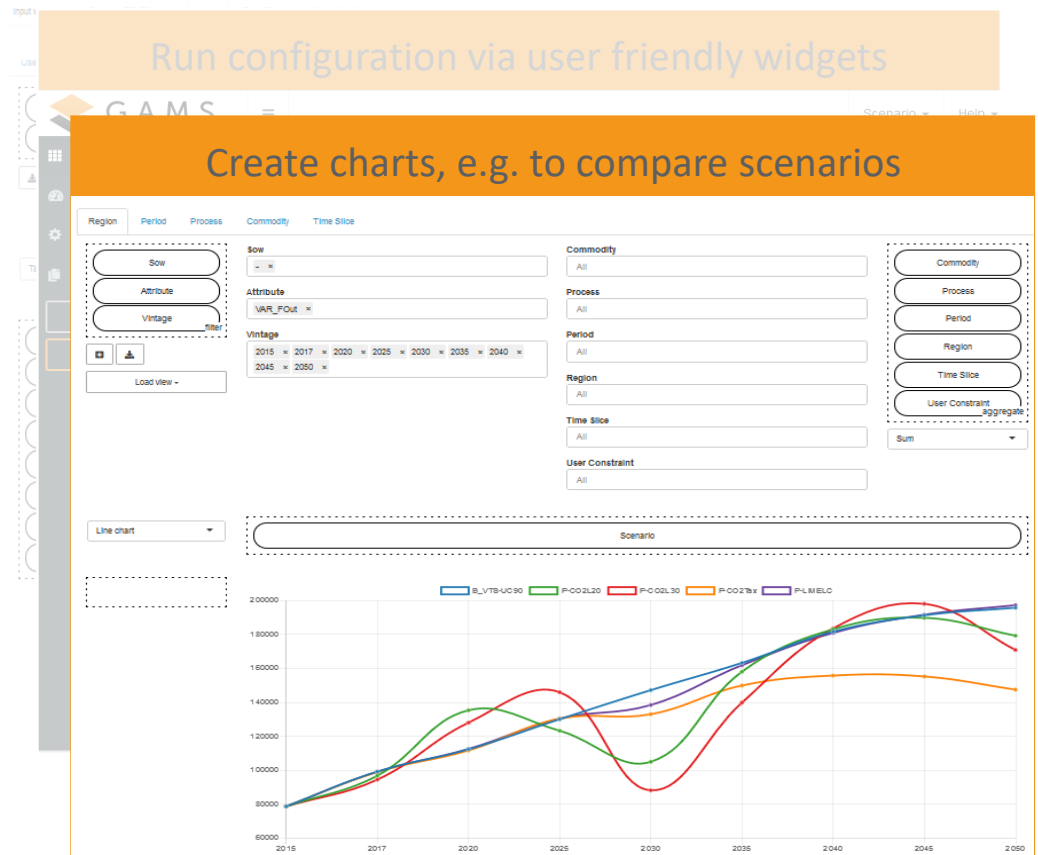 Input
Run configuration via user friendly widgets
GAMS
Scenario
Help
Create charts, e.g. to compare scenarios
Region Period Process Commodity Time Slice
Sow
Attribute
Vintage
filter
Load view
Sow
- ×
Attribute
VAR_FOut ×
Vintage
2015 × 2017 × 2020 × 2025 × 2030 × 2035 × 2040 ×
2045 × 2050 ×
Commodity
All
Process
All
Period
All
Region
All
Time Slice
All
User Constraint
All
Commodity
Process
Period
Region
Time Slice
User Constraint
aggregate
Sum
Line chart
Scenario
B_VTB-UC90 P-CO2L20 P-CO2L30 P-CO2Tax P-LIMELC
200000
180000
160000
140000
120000
100000
80000
60000
2015 2017 2020 2025 2030 2035 2040 2045 2050